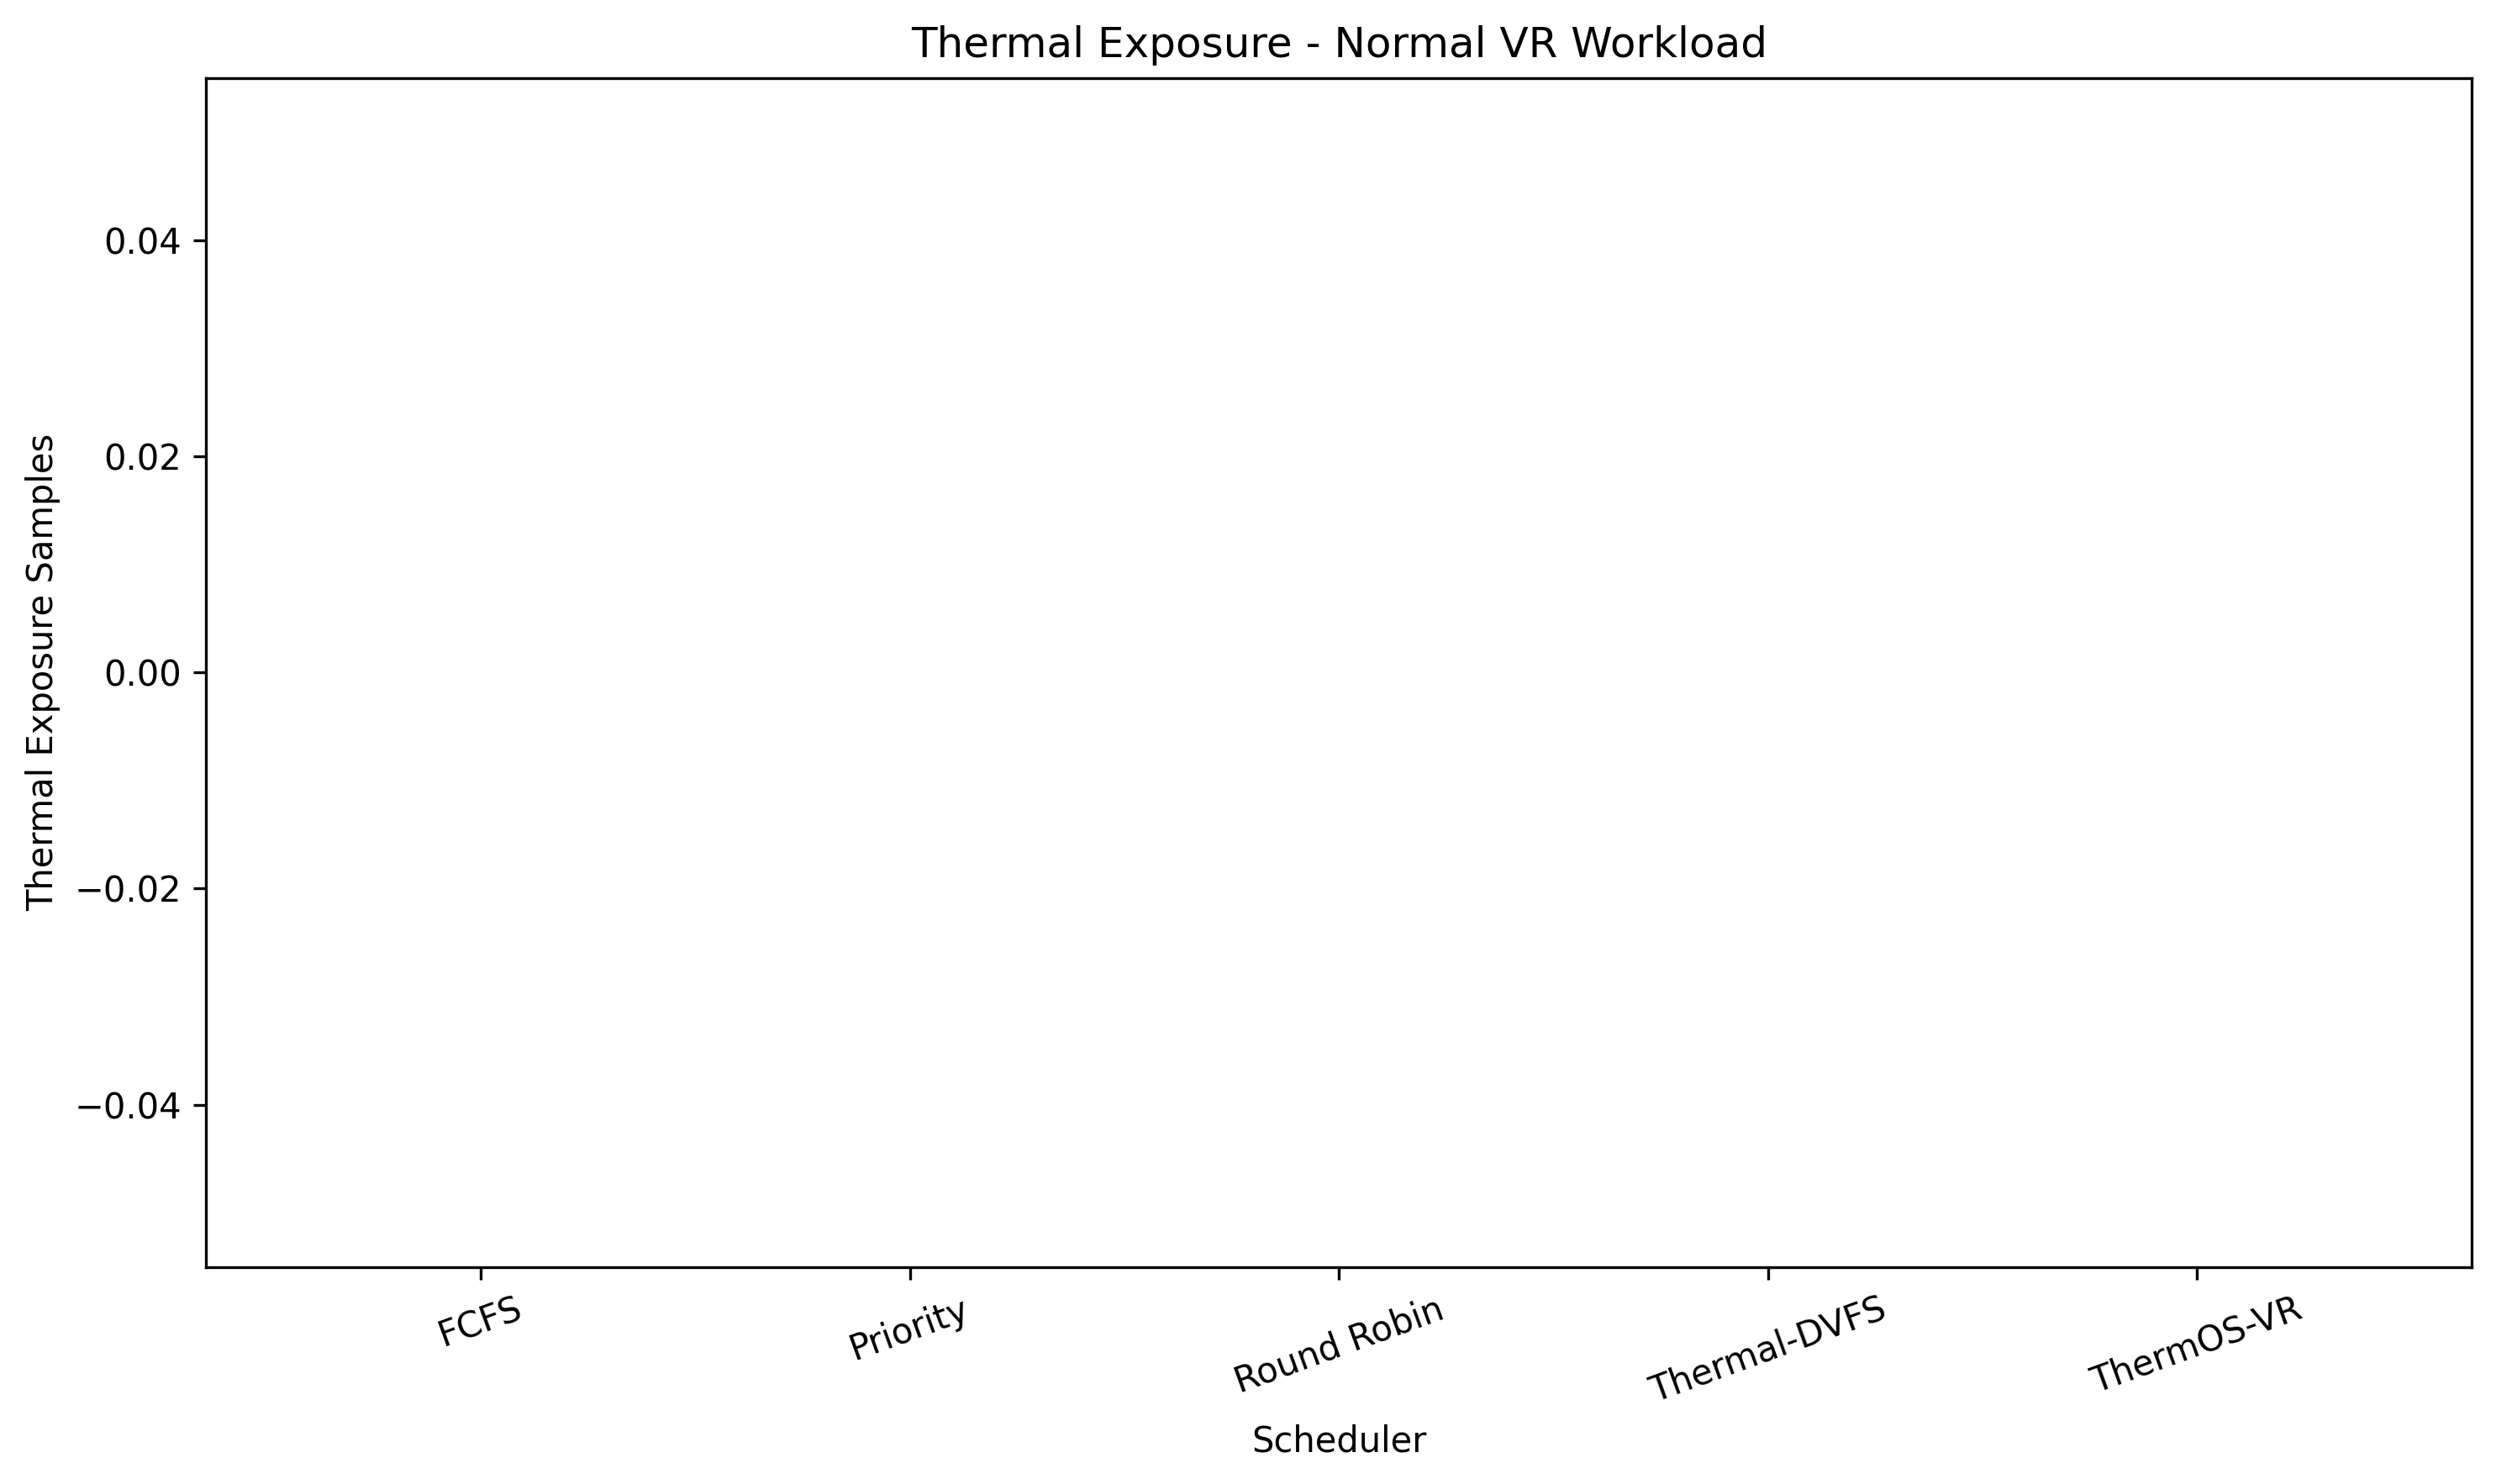 Thermal Exposure - Normal VR Workload
Thermal Exposure Samples
0.04
0.02
0.00
−0.02
−0.04
FCFS
Priority
Round Robin
Thermal-DVFS
ThermOS-VR
Scheduler